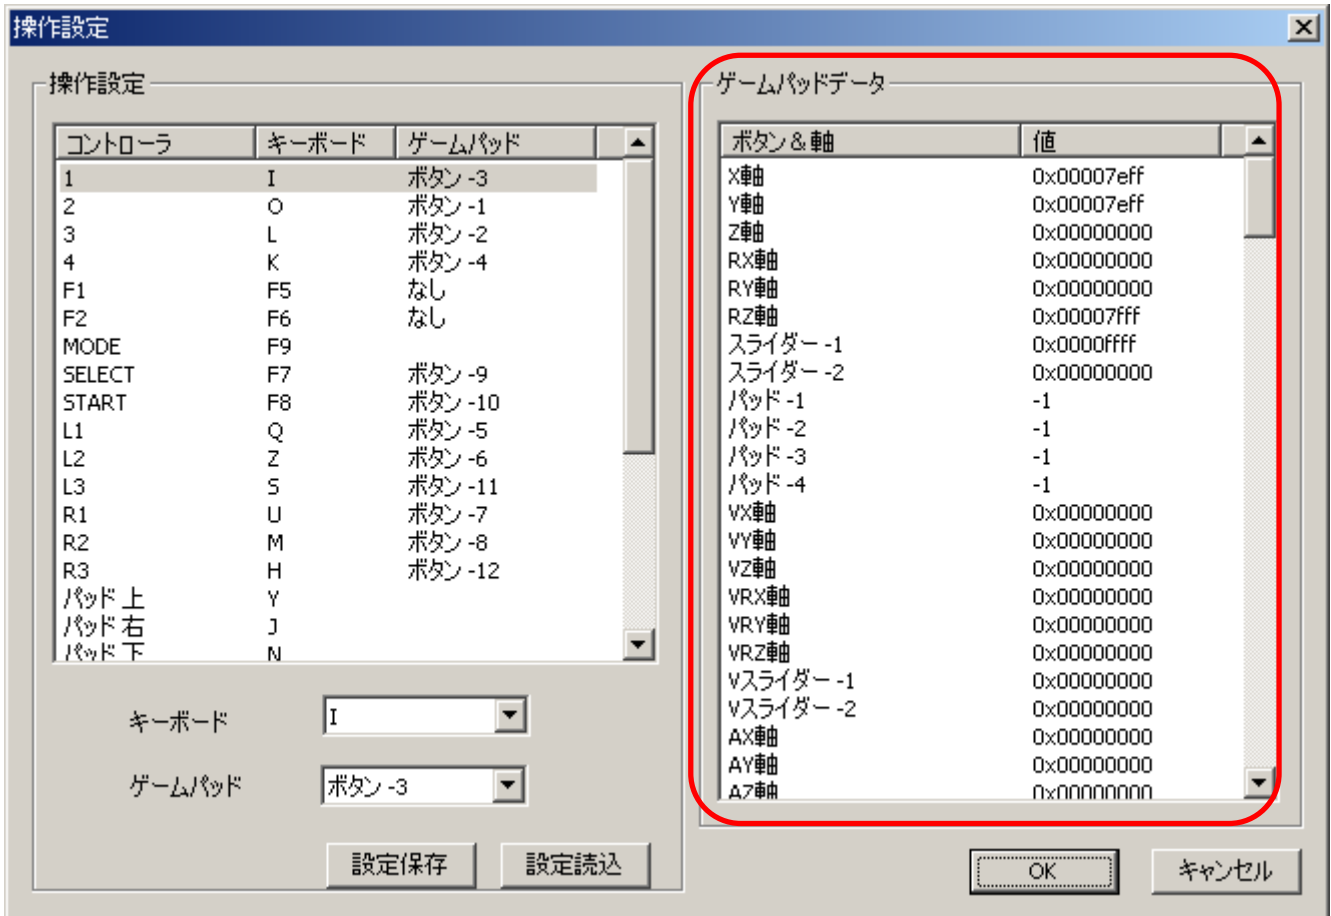 操作設定
操作設定
コントローラ キーボード ゲームパッド
1 I ボタン -3
2 O ボタン -1
3 L ボタン -2
4 K ボタン -4
F1 F5 なし
F2 F6 なし
MODE F9
SELECT F7 ボタン -9
START F8 ボタン -10
L1 Q ボタン -5
L2 Z ボタン -6
L3 S ボタン -11
R1 U ボタン -7
R2 M ボタン -8
R3 H ボタン -12
パッド 上 Y
パッド 右 J
パッド 下 N
キーボード I
ゲームパッド ボタン -3
設定保存 設定読込
ゲームパッドデータ
ボタン & 軸 値
X軸 0x00007eff
Y軸 0x00007eff
Z軸 0x00000000
RX軸 0x00000000
RY軸 0x00000000
RZ軸 0x00007fff
スライダー -1 0x0000ffff
スライダー -2 0x00000000
パッド -1 -1
パッド -2 -1
パッド -3 -1
パッド -4 -1
VX軸 0x00000000
VY軸 0x00000000
VZ軸 0x00000000
VRX軸 0x00000000
VRY軸 0x00000000
VRZ軸 0x00000000
Vスライダー -1 0x00000000
Vスライダー -2 0x00000000
AX軸 0x00000000
AY軸 0x00000000
AZ軸 0x00000000
OK キャンセル